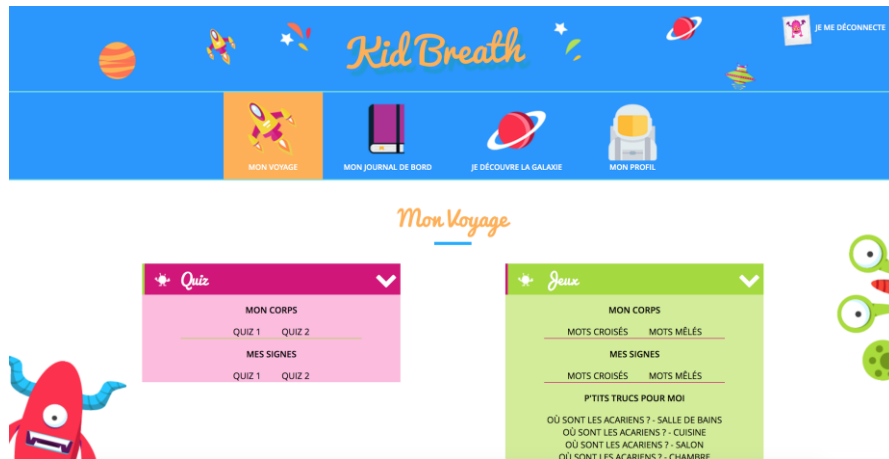 Kid Breath
JE ME DÉCONNECTE
MON VOYAGE
MON JOURNAL DE BORD
JE DÉCOUVRE LA GALAXIE
MON PROFIL
Mon Voyage
Quiz
MON CORPS
QUIZ 1 QUIZ 2
MES SIGNES
QUIZ 1 QUIZ 2
Jeux
MON CORPS
MOTS CROISÉS MOTS MÊLÉS
MES SIGNES
MOTS CROISÉS MOTS MÊLÉS
P'TITS TRUCS POUR MOI
OÙ SONT LES ACARIENS ? - SALLE DE BAINS
OÙ SONT LES ACARIENS ? - CUISINE
OÙ SONT LES ACARIENS ? - SALON
OÙ SONT LES ACARIENS ? - CHAMBRE